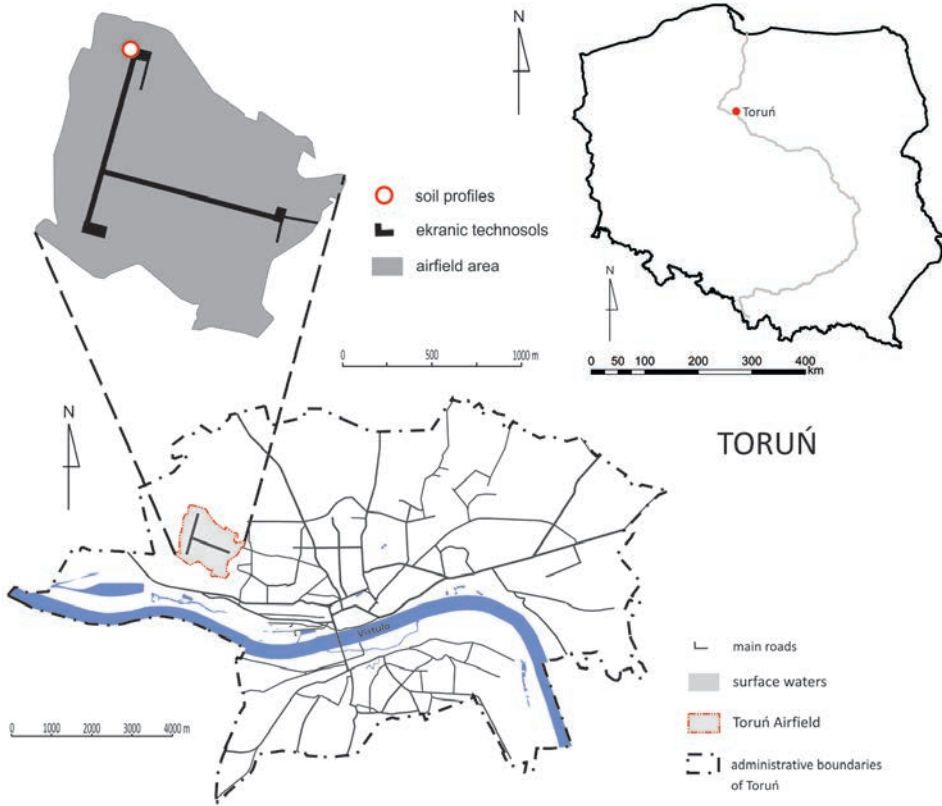 N
Toruń
soil profiles
ekranic technosols
airfield area
N
0 500 1000 m
0 50 100 200 300 400
km
N
TORUŃ
Vistula
main roads
surface waters
Toruń Airfield
administrative boundaries
of Toruń
0 1000 2000 3000 4000 m